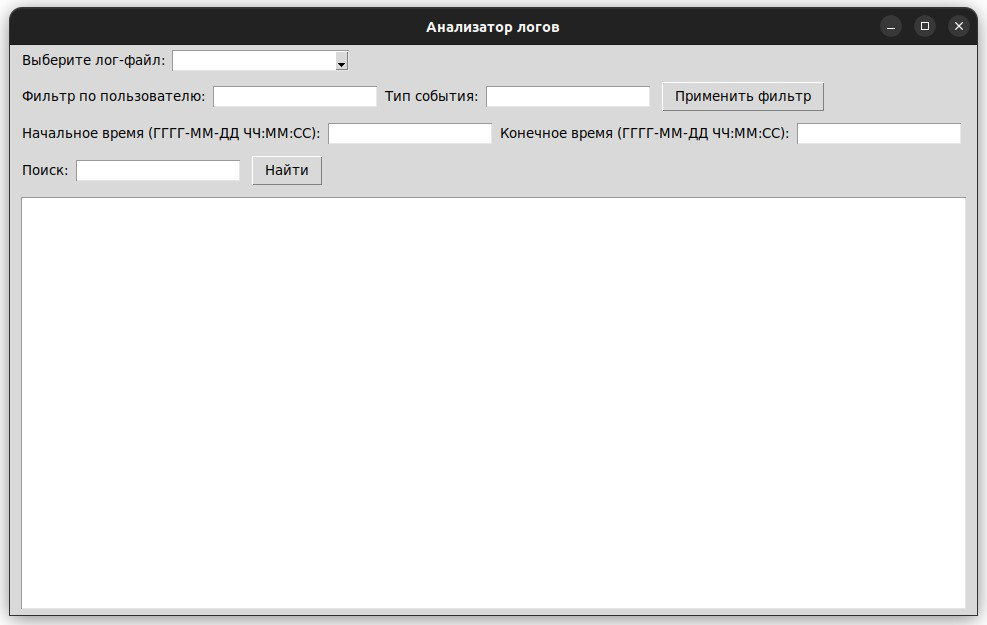 Анализатор логов
Выберите лог-файл:
Фильтр по пользователю: Тип события: Применить фильтр
Начальное время (ГГГГ-ММ-ДД ЧЧ:ММ:СС): Конечное время (ГГГГ-ММ-ДД ЧЧ:ММ:СС):
Поиск: Найти